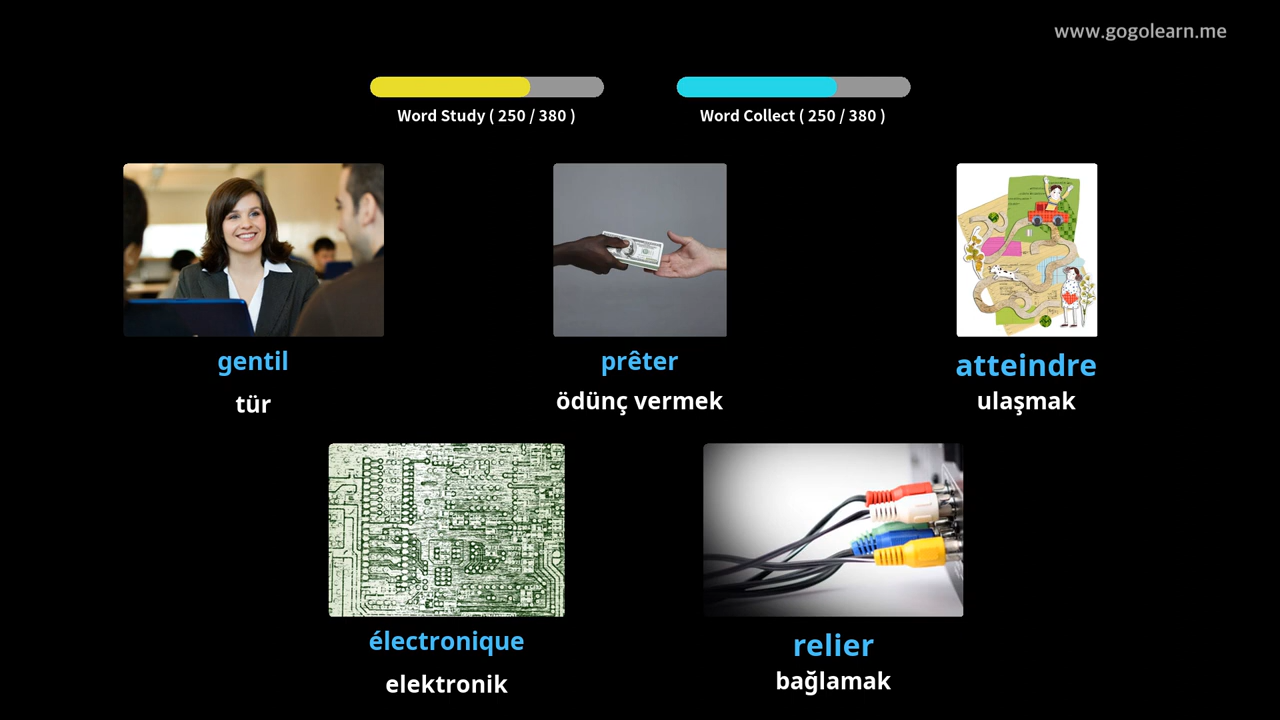 www.gogolearn.me
Word Study ( 250 / 380 )
Word Collect ( 250 / 380 )
gentil
tür
prêter
ödünç vermek
atteindre
ulaşmak
électronique
elektronik
relier
bağlamak